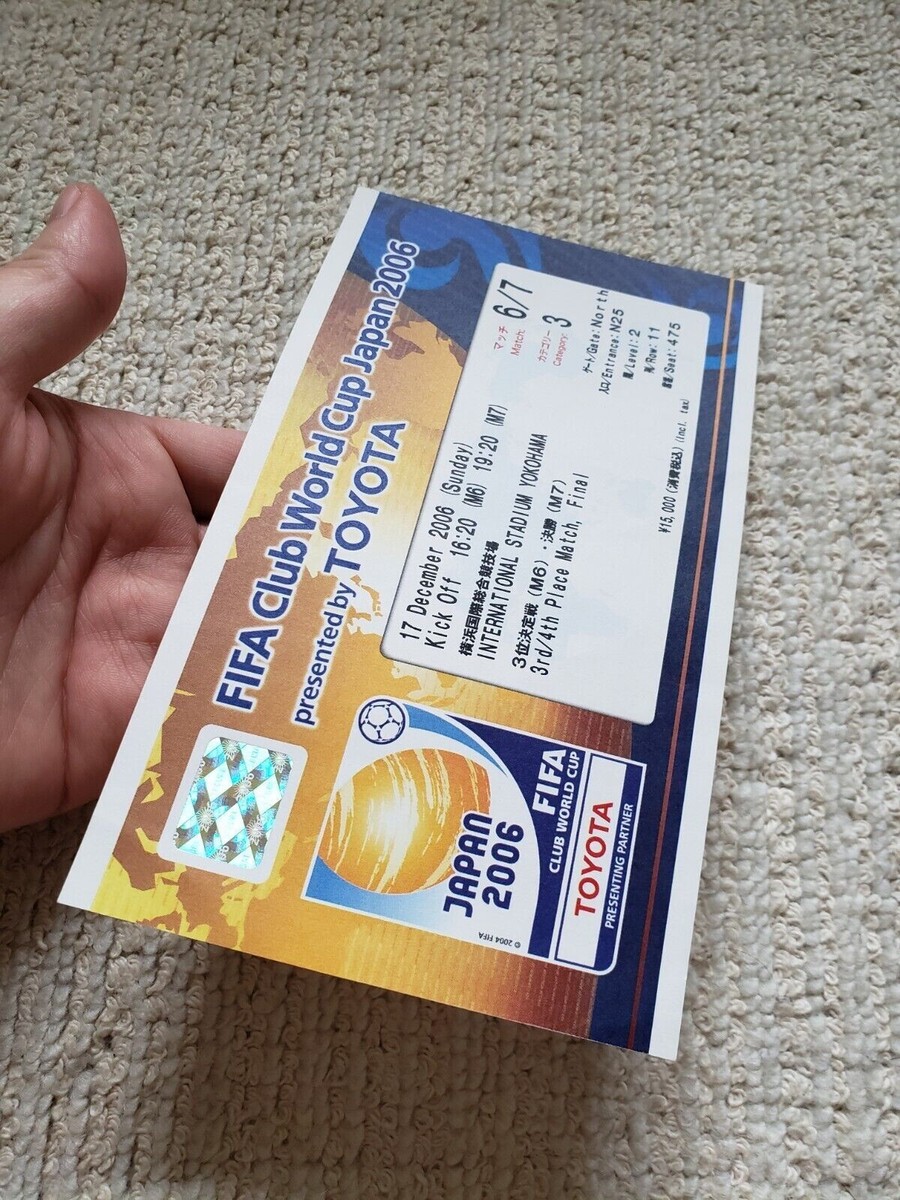 FIFA Club World Cup Japan 2006
presented by TOYOTA
マッチ
Match: 6/7
カテゴリー
Category: 3
17 December 2006 (Sunday)
Kick Off 16:20 (M6) 19:20 (M7)
横浜国際総合競技場
INTERNATIONAL STADIUM YOKOHAMA
3位決定戦 (M6)・決勝 (M7)
3rd/4th Place Match, Final
ゲート/Gate: North
入口/Entrance: N25
階/Level: 2
列/Row: 11
座席/Seat: 475
¥15,000 (消費税込) (incl. tax)
JAPAN
2006
© 2004 FIFA
FIFA
CLUB WORLD CUP
TOYOTA
PRESENTING PARTNER